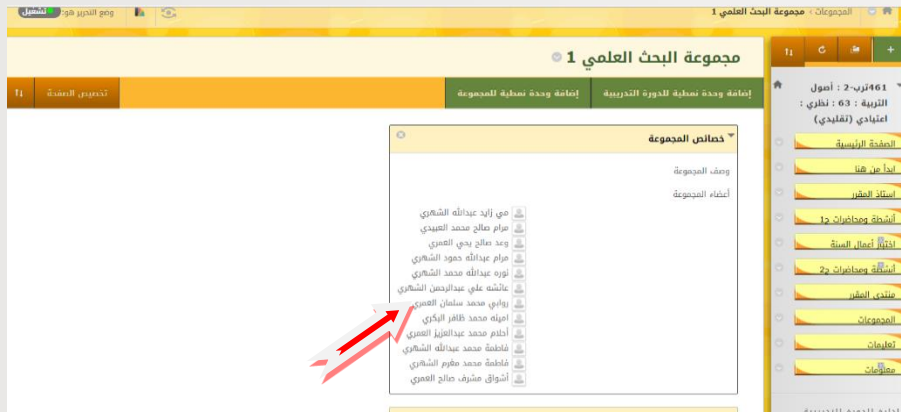 المجموعات › مجموعة البحث العلمي 1
وضع التحرير هو: تشغيل
461ترب-2 : أصول
التربية : 63 : نظري :
اعتيادي (تقليدي)
الصفحة الرئيسية
ابدأ من هنا
استاذ المقرر
أنشطة ومحاضرات ج1
اختبار أعمال السنة
أنشطة ومحاضرات ج2
منتدى المقرر
المجموعات
تعليمات
معلومات
مجموعة البحث العلمي 1
إضافة وحدة نمطية للدورة التدريبية
إضافة وحدة نمطية للمجموعة
تخصيص الصفحة
خصائص المجموعة
وصف المجموعة
أعضاء المجموعة
مي زايد عبدالله الشهري
مرام صالح محمد العبيدي
وعد صالح يحي العمري
مرام عبدالله حمود الشهري
نوره عبدالله محمد الشهري
عائشه علي عبدالرحمن الشهري
روابي محمد سلمان العمري
امينه محمد ظافر البكري
أحلام محمد عبدالعزيز العمري
فاطمة محمد عبدالله الشهري
فاطمة محمد مغرم الشهري
أشواق مشرف صالح العمري